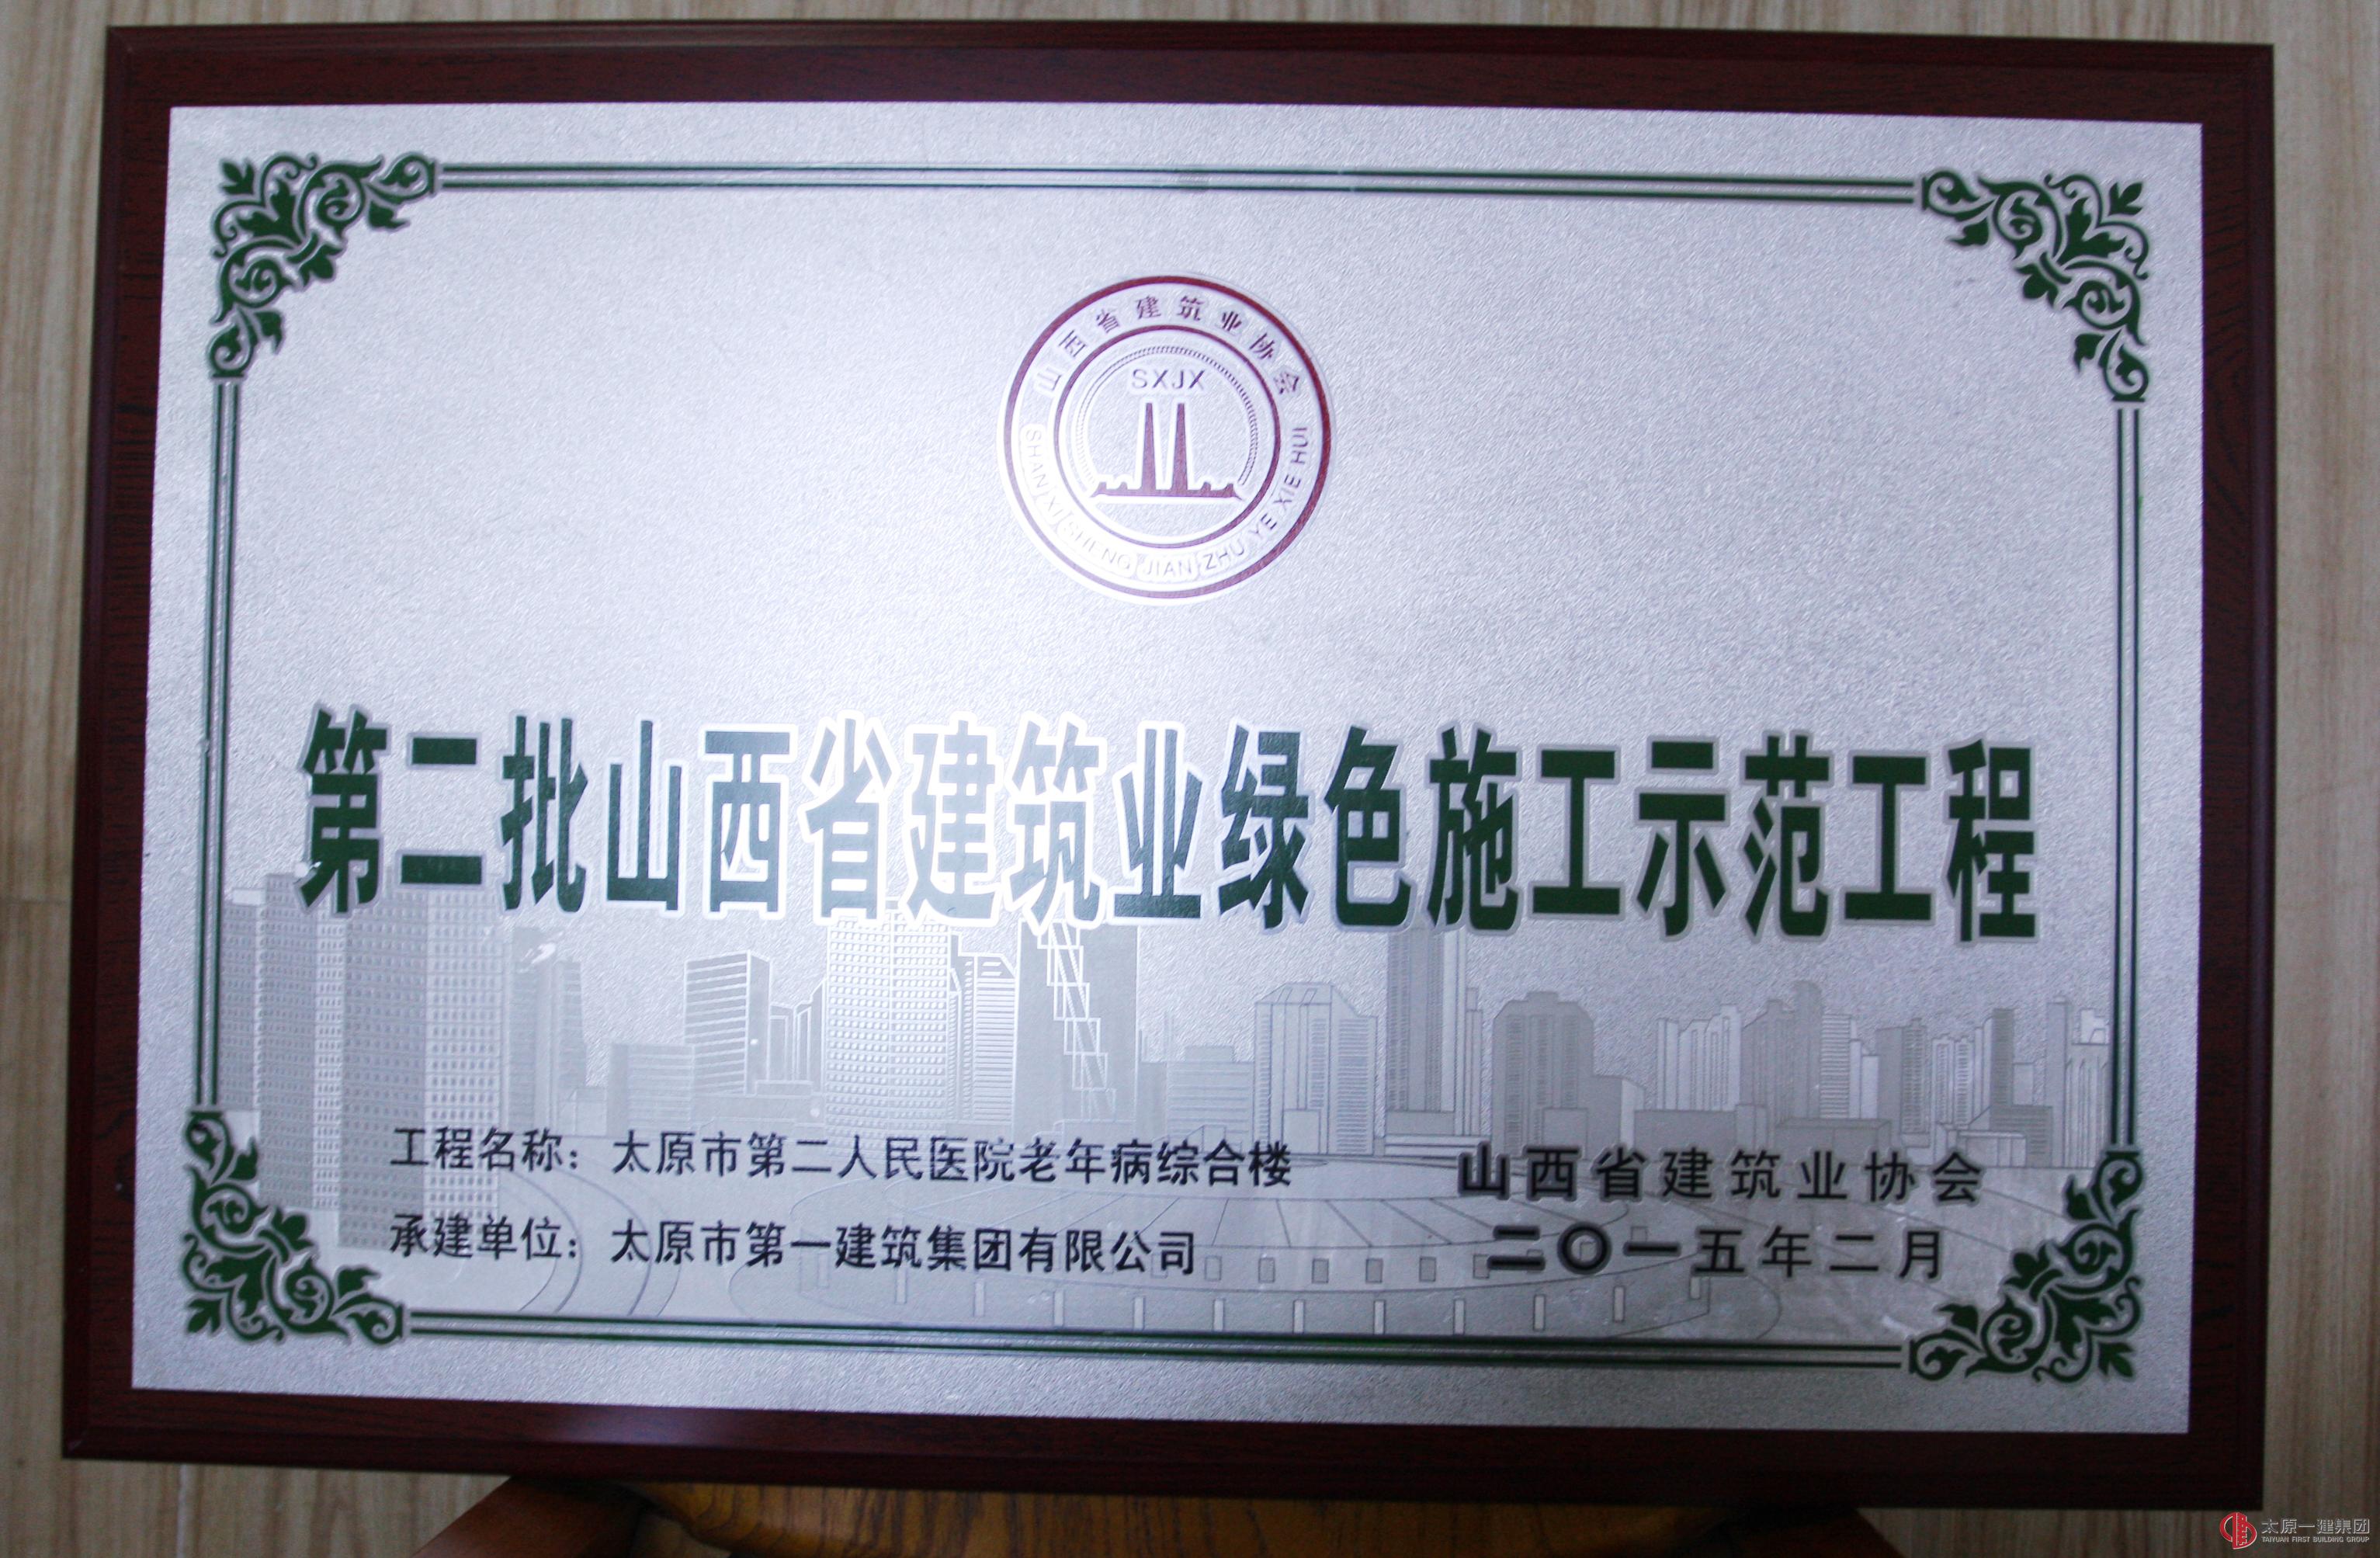 山西省建筑业协会
SXJX
SHAN XI SHENG JIAN ZHU YE XIE HUI
第二批山西省建筑业绿色施工示范工程
工程名称：太原市第二人民医院老年病综合楼
承建单位：太原市第一建筑集团有限公司
山西省建筑业协会
二〇一五年二月
太原一建集团
TAIYUAN FIRST BUILDING GROUP